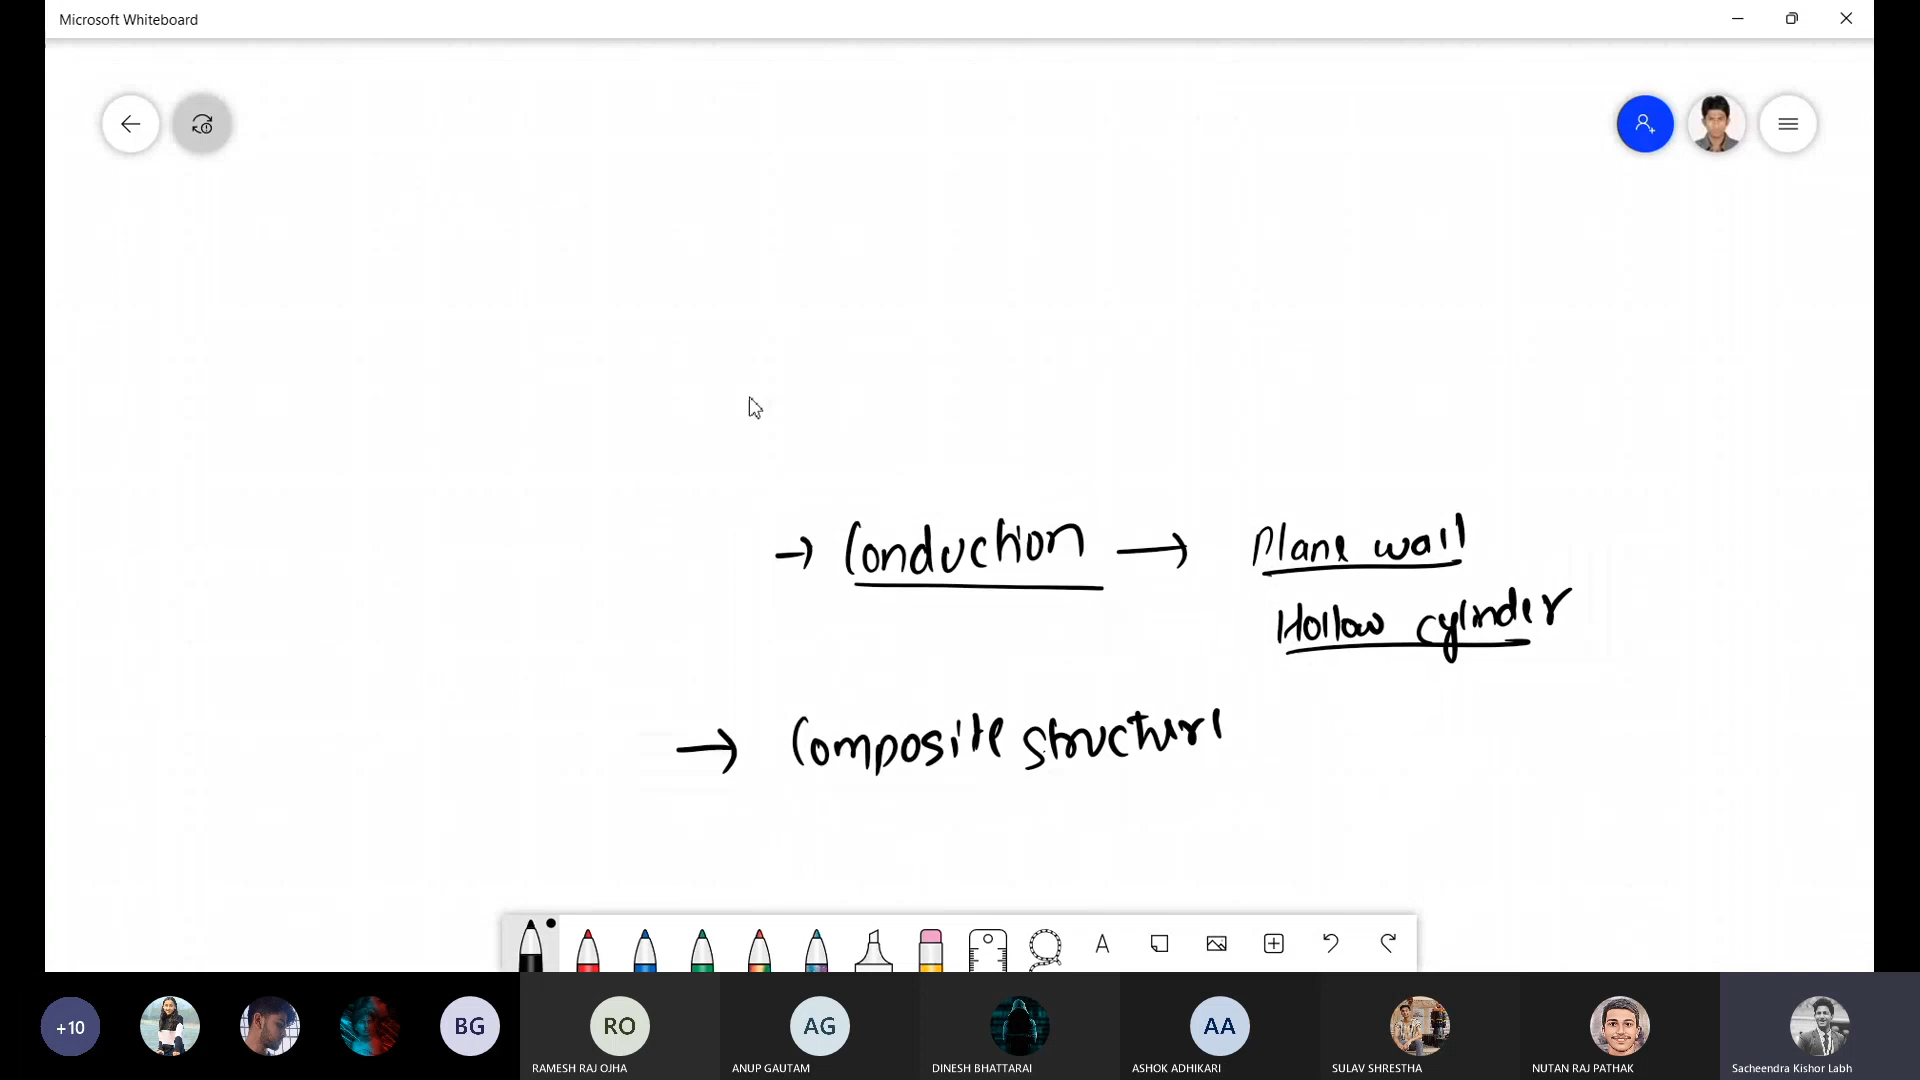 Microsoft Whiteboard
→ Conduction → Plane wall
Hollow cylinder
→ Composite structure
A
+10
BG
RO
AG
AA
RAMESH RAJ OJHA
ANUP GAUTAM
DINESH BHATTARAI
ASHOK ADHIKARI
SULAV SHRESTHA
NUTAN RAJ PATHAK
Sacheendra Kishor Labh